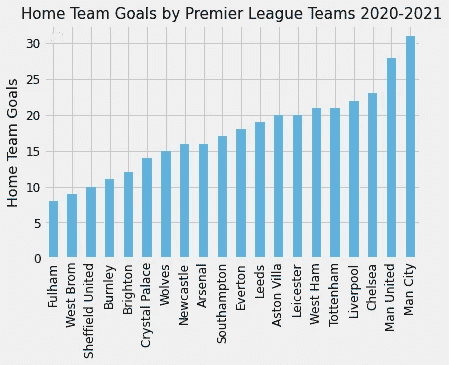 Home Team Goals by Premier League Teams 2020-2021
Home Team Goals
30
25
20
15
10
5
0
Fulham
West Brom
Sheffield United
Burnley
Brighton
Crystal Palace
Wolves
Newcastle
Arsenal
Southampton
Everton
Leeds
Aston Villa
Leicester
West Ham
Tottenham
Liverpool
Chelsea
Man United
Man City